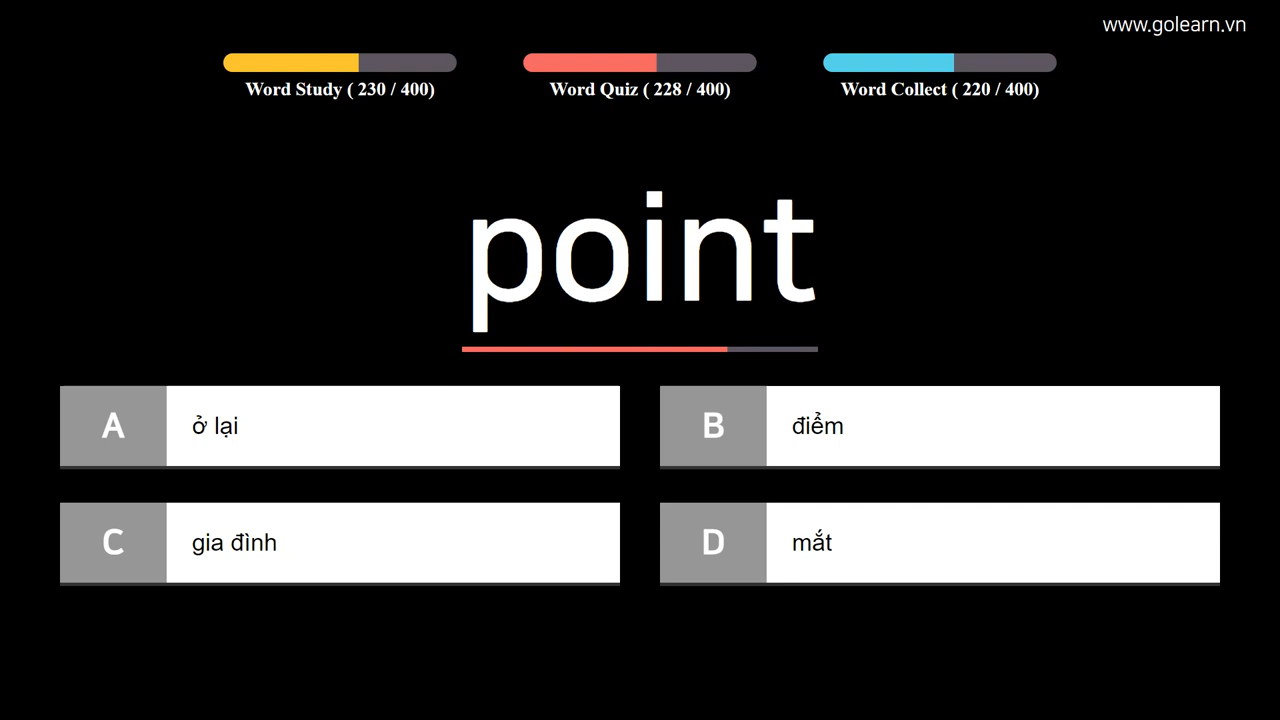 www.golearn.vn
Word Study ( 230 / 400)
Word Quiz ( 228 / 400)
Word Collect ( 220 / 400)
point
A ở lại
B điểm
C gia đình
D mắt